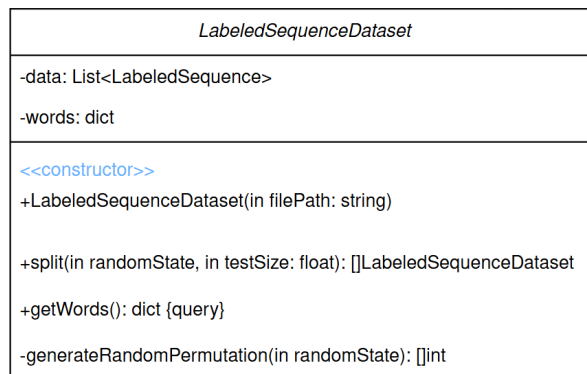 LabeledSequenceDataset
-data: List<LabeledSequence>
-words: dict
<<constructor>>
+LabeledSequenceDataset(in filePath: string)
+split(in randomState, in testSize: float): []LabeledSequenceDataset
+getWords(): dict {query}
-generateRandomPermutation(in randomState): []int